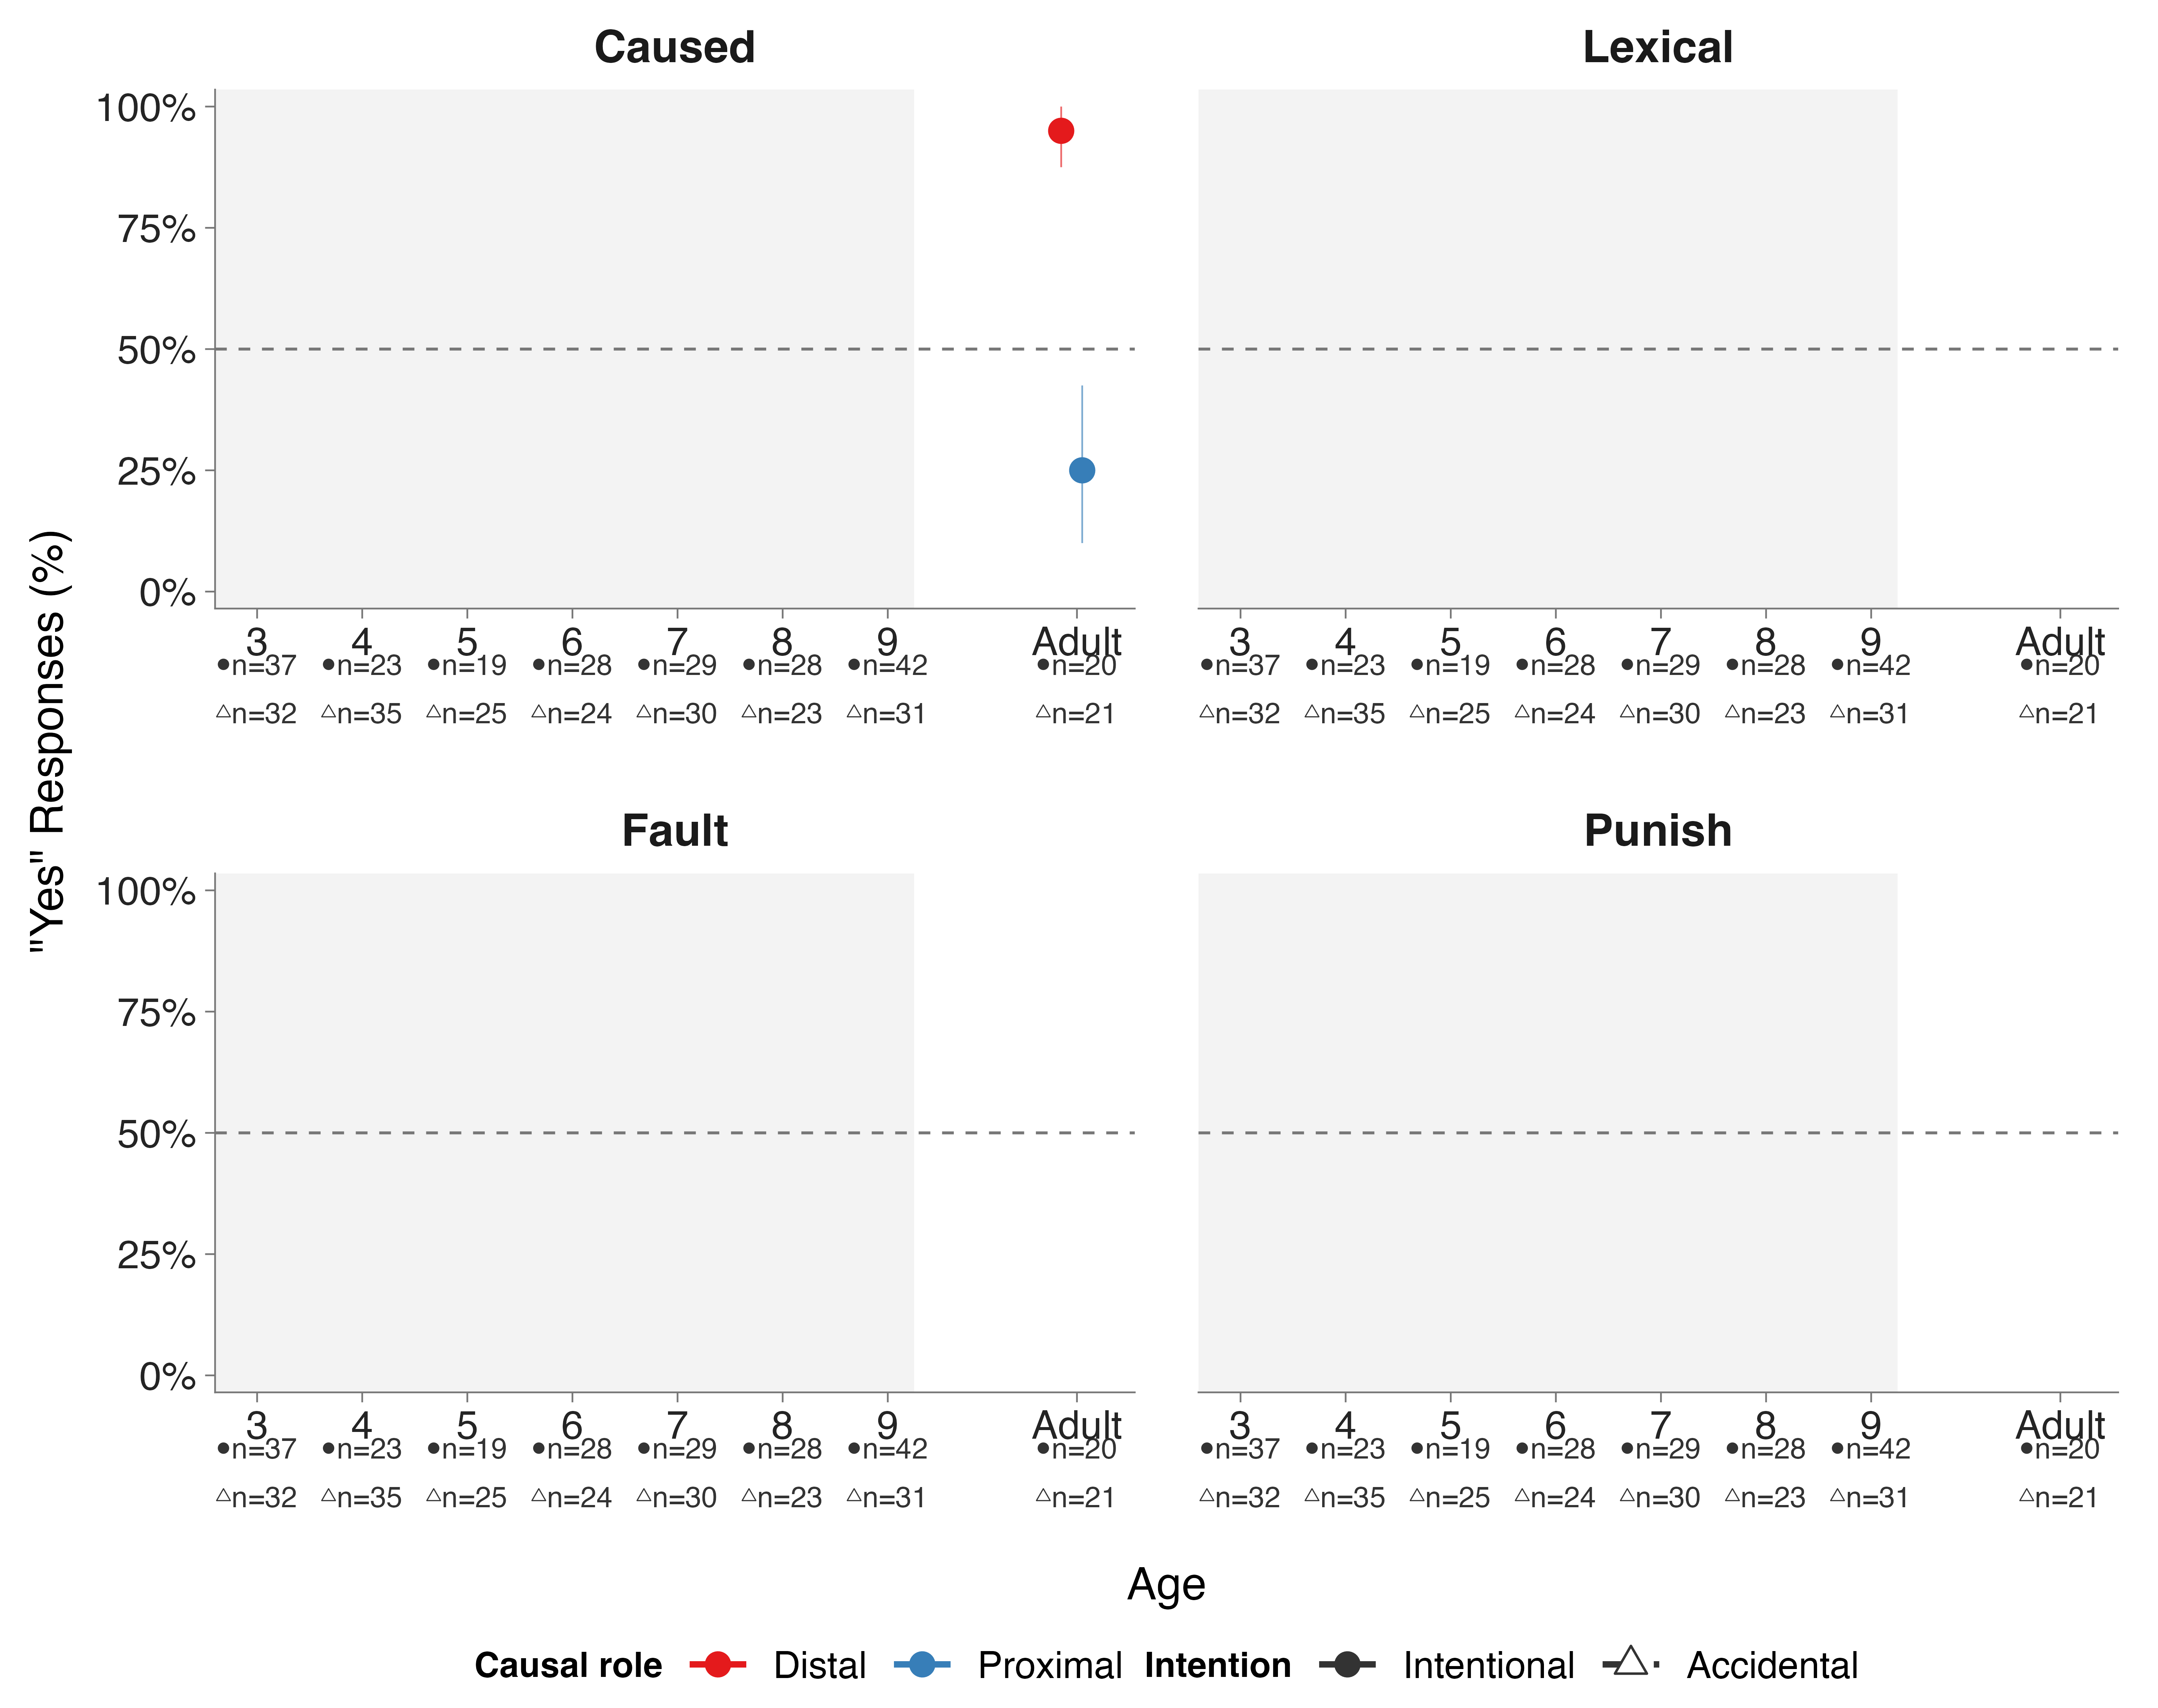 Caused
Lexical
100%
75%
50%
25%
0%
3 4 5 6 7 8 9 Adult
●n=37 ●n=23 ●n=19 ●n=28 ●n=29 ●n=28 ●n=42 ●n=20
△n=32 △n=35 △n=25 △n=24 △n=30 △n=23 △n=31 △n=21
3 4 5 6 7 8 9 Adult
●n=37 ●n=23 ●n=19 ●n=28 ●n=29 ●n=28 ●n=42 ●n=20
△n=32 △n=35 △n=25 △n=24 △n=30 △n=23 △n=31 △n=21
"Yes" Responses (%)
Fault
Punish
100%
75%
50%
25%
0%
3 4 5 6 7 8 9 Adult
●n=37 ●n=23 ●n=19 ●n=28 ●n=29 ●n=28 ●n=42 ●n=20
△n=32 △n=35 △n=25 △n=24 △n=30 △n=23 △n=31 △n=21
3 4 5 6 7 8 9 Adult
●n=37 ●n=23 ●n=19 ●n=28 ●n=29 ●n=28 ●n=42 ●n=20
△n=32 △n=35 △n=25 △n=24 △n=30 △n=23 △n=31 △n=21
Age
Causal role Distal Proximal Intention Intentional Accidental